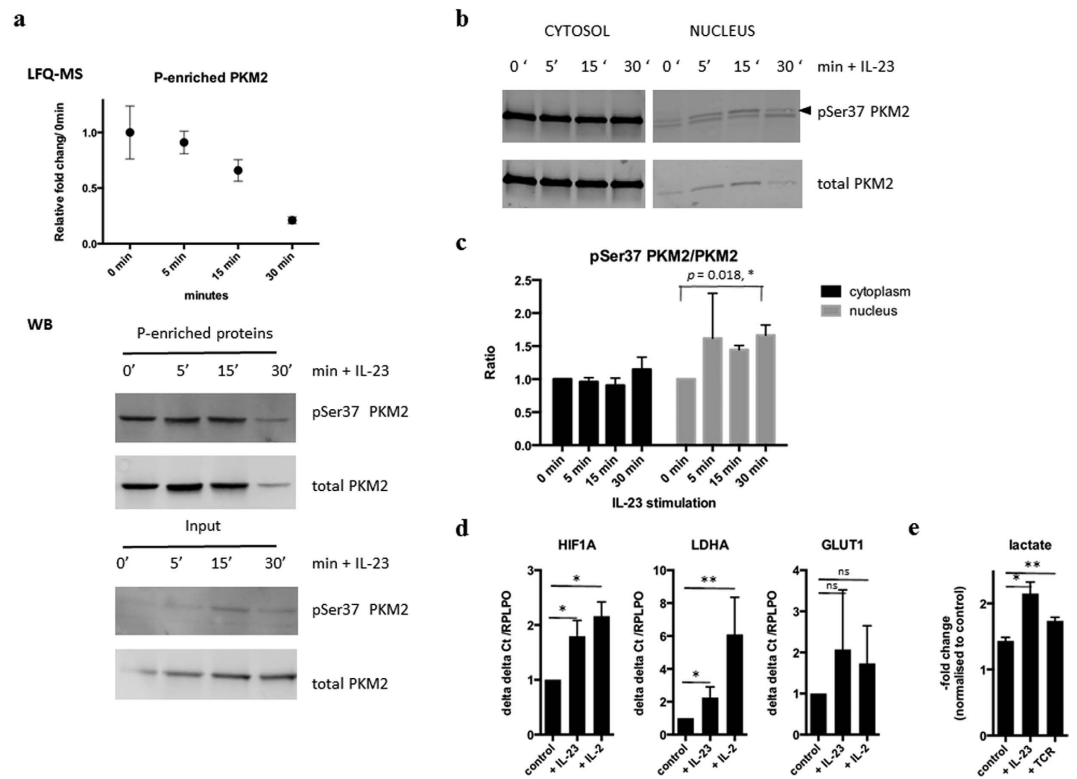 a
LFQ-MS
P-enriched PKM2
Relative fold chang/ 0min
1.0
0.5
0.0
0 min
5 min
15 min
30 min
minutes
WB
P-enriched proteins
0’ 5’ 15’ 30’ min + IL-23
pSer37 PKM2
total PKM2
Input
0’ 5’ 15’ 30’ min + IL-23
pSer37 PKM2
total PKM2
b
CYTOSOL NUCLEUS
0 ‘ 5’ 15 ‘ 30 ‘ 0 ‘ 5’ 15 ‘ 30 ‘ min + IL-23
pSer37 PKM2
total PKM2
c
pSer37 PKM2/PKM2
p = 0.018, *
cytoplasm
nucleus
Ratio
2.5
2.0
1.5
1.0
0.5
0.0
0 min
5 min
15 min
30 min
0 min
5 min
15 min
30 min
IL-23 stimulation
d
HIF1A
delta delta Ct /RPLPO
3
2
1
0
*
*
control
+ IL-23
+ IL-2
LDHA
delta delta Ct /RPLPO
10
8
6
4
2
0
**
*
control
+ IL-23
+ IL-2
GLUT1
delta delta Ct /RPLPO
4
3
2
1
0
ns
ns
control
+ IL-23
+ IL-2
e
lactate
-fold change
(normalised to control)
2
1
0
**
*
control
+ IL-23
+ TCR